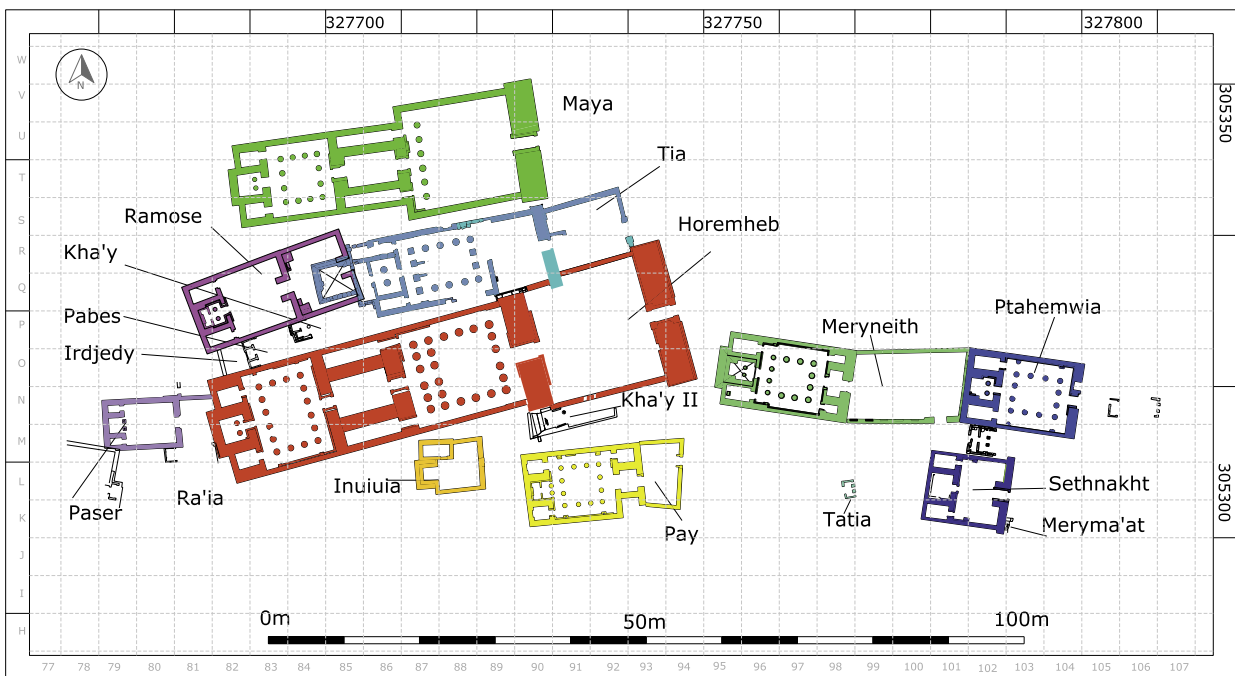 327700
327750
327800
W
V
U
T
S
R
Q
P
O
N
M
L
K
J
I
H
N
305350
305300
Maya
Tia
Ramose
Horemheb
Kha'y
Ptahemwia
Pabes
Meryneith
Irdjedy
Kha'y II
Inuiuia
Sethnakht
Ra'ia
Paser
Tatia
Meryma'at
Pay
0m 50m 100m
77 78 79 80 81 82 83 84 85 86 87 88 89 90 91 92 93 94 95 96 97 98 99 100 101 102 103 104 105 106 107